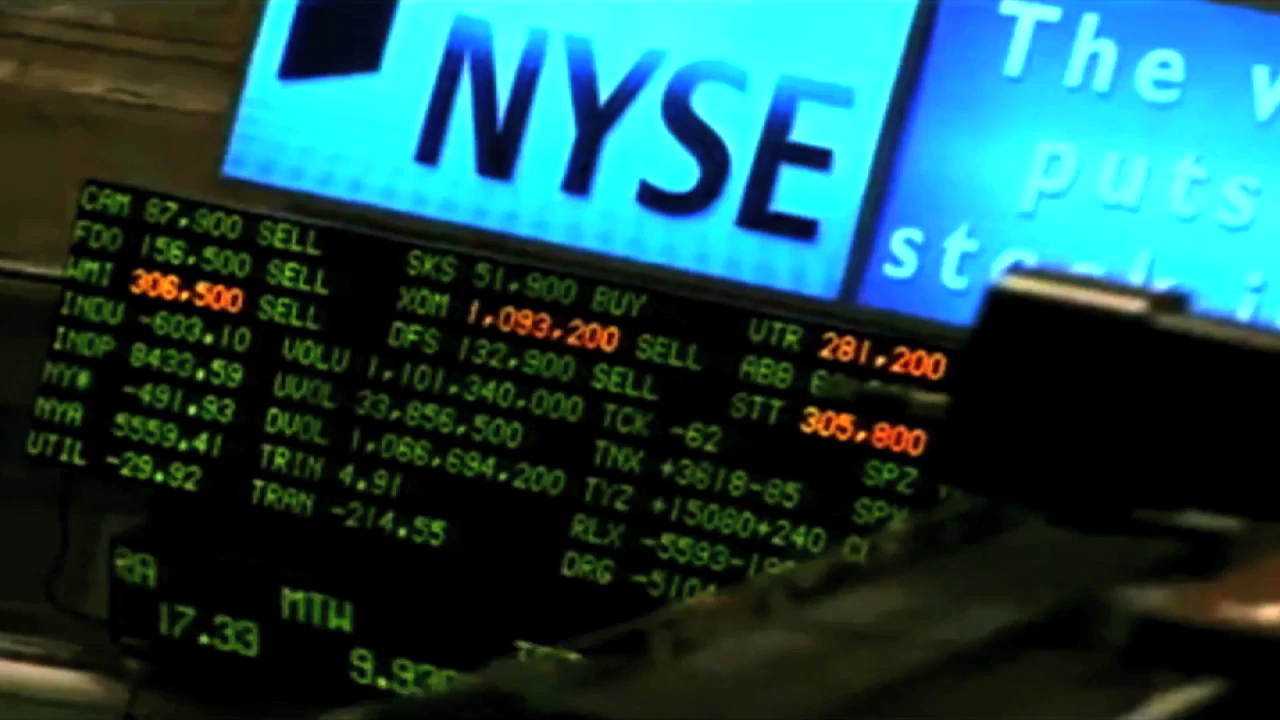 NYSE
The
puts
CAM 87,900 SELL
SKS 51,900 BUY
UTR 281,200
FDO 156,500 SELL
XOM 1,093,200 SELL
ABB
WMI 306,500 SELL
DFS 132,900 SELL
STT 305,800
INDU -603.10
VOLU 1,101,340,000
TCK -62
SPZ
INDP 8433.59
UVOL 33,856,500
TNX +3618-85
NY# -491.93
DVOL 1,066,694,200
TYZ +15080+240
NYA 5559.41
TRIN 4.91
RLX
UTIL -29.92
TRAN -214.55
DRG
MTW
17.33